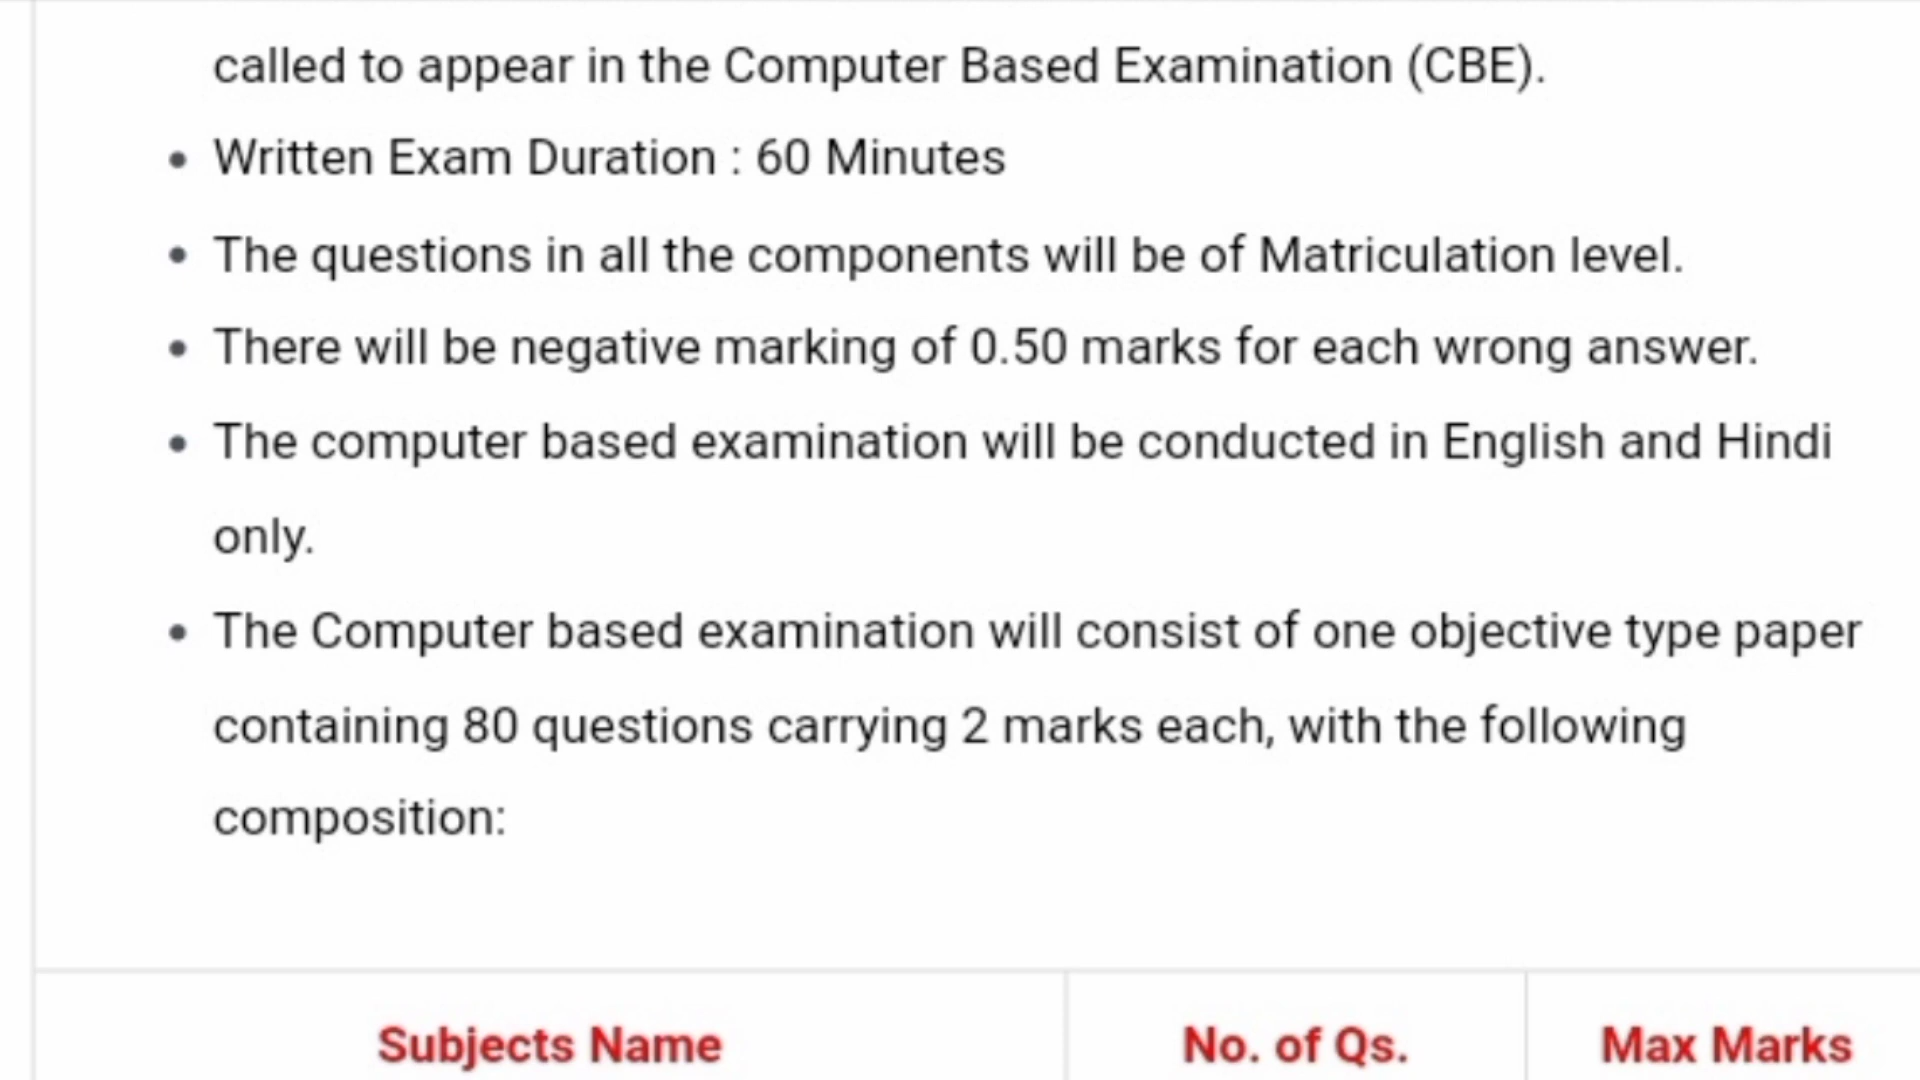 called to appear in the Computer Based Examination (CBE).
• Written Exam Duration : 60 Minutes
• The questions in all the components will be of Matriculation level.
• There will be negative marking of 0.50 marks for each wrong answer.
• The computer based examination will be conducted in English and Hindi
only.
• The Computer based examination will consist of one objective type paper
containing 80 questions carrying 2 marks each, with the following
composition:
Subjects Name No. of Qs. Max Marks